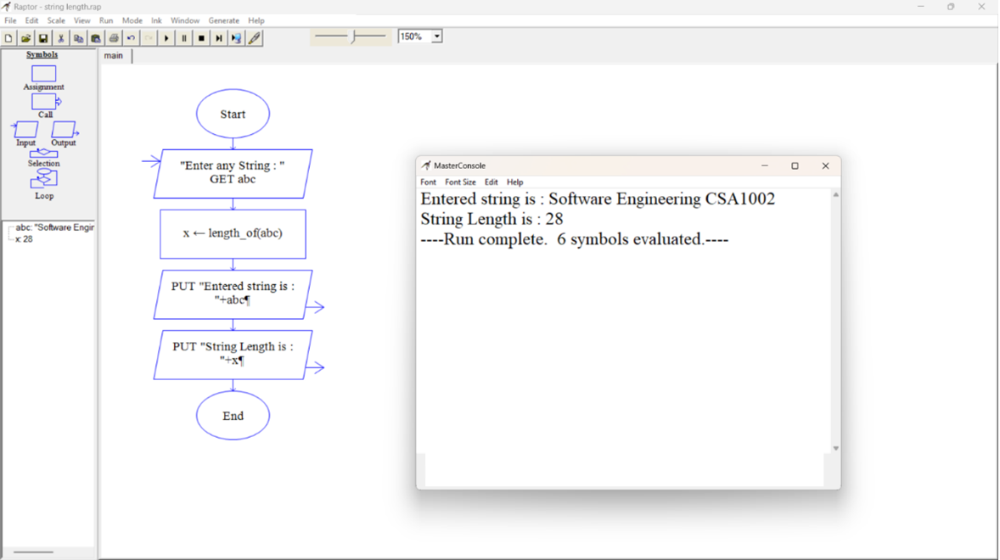 Raptor - string length.rap
File Edit Scale View Run Mode Ink Window Generate Help
150%
Symbols
Assignment
Call
Input Output
Selection
Loop
abc: "Software Engir
x: 28
main
Start
"Enter any String : "
GET abc
x ← length_of(abc)
PUT "Entered string is :
"+abc¶
PUT "String Length is :
"+x¶
End
MasterConsole
Font Font Size Edit Help
Entered string is : Software Engineering CSA1002
String Length is : 28
----Run complete.  6 symbols evaluated.----